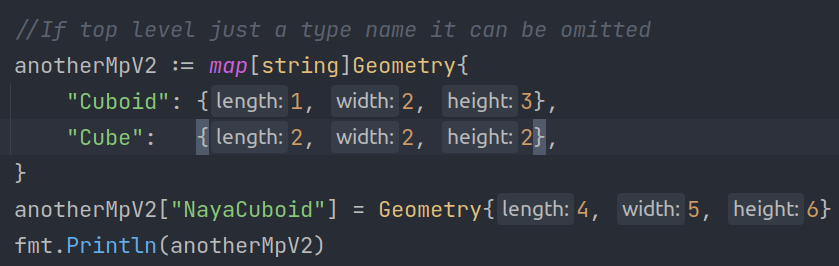 //If top level just a type name it can be omitted
anotherMpV2 := map[string]Geometry{
    "Cuboid": {length: 1, width: 2, height: 3},
    "Cube":   {length: 2, width: 2, height: 2},
}
anotherMpV2["NayaCuboid"] = Geometry{length: 4, width: 5, height: 6}
fmt.Println(anotherMpV2)